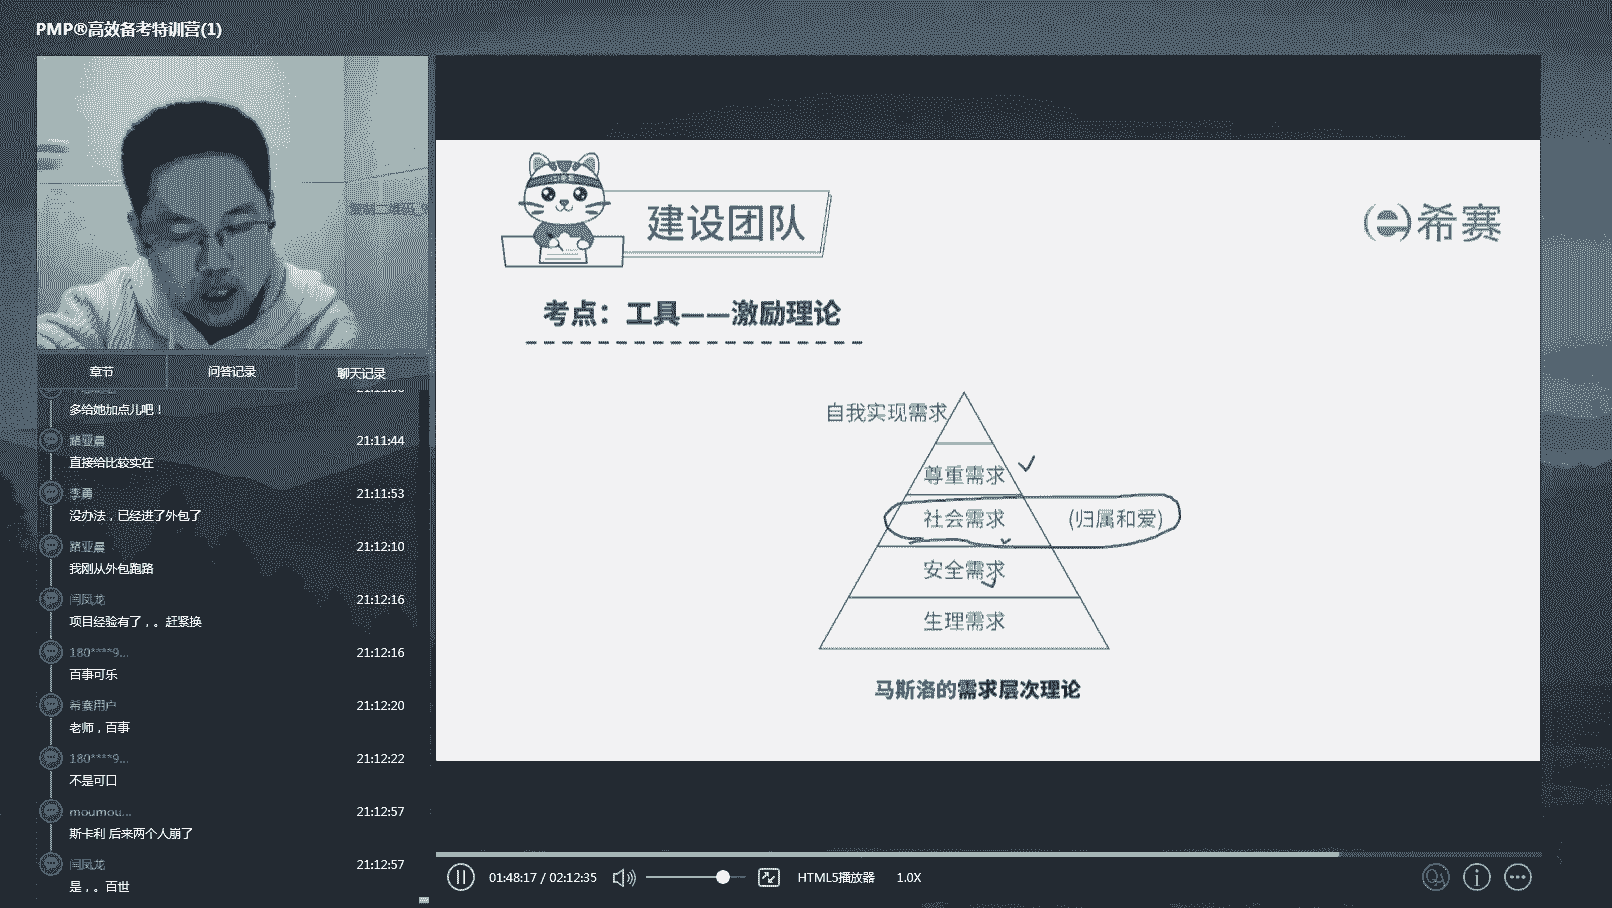 PMP®高效备考特训营(1)
章节
问答记录
聊天记录
多给她加点儿吧！
路亚晨
21:11:44
直接给比较实在
李勇
21:11:53
没办法，已经进了外包了
路亚晨
21:12:10
我刚从外包跑路
闫凤龙
21:12:16
项目经验有了，。赶紧换
180****9...
21:12:16
百事可乐
希赛用户
21:12:20
老师，百事
180****9...
21:12:22
不是可口
moumou...
21:12:57
斯卡利 后来两个人崩了
闫凤龙
21:12:57
是，。百世
建设团队
希赛
考点：工具——激励理论
自我实现需求
尊重需求
社会需求 (归属和爱)
安全需求
生理需求
马斯洛的需求层次理论
01:48:17 / 02:12:35
HTML5播放器
1.0X